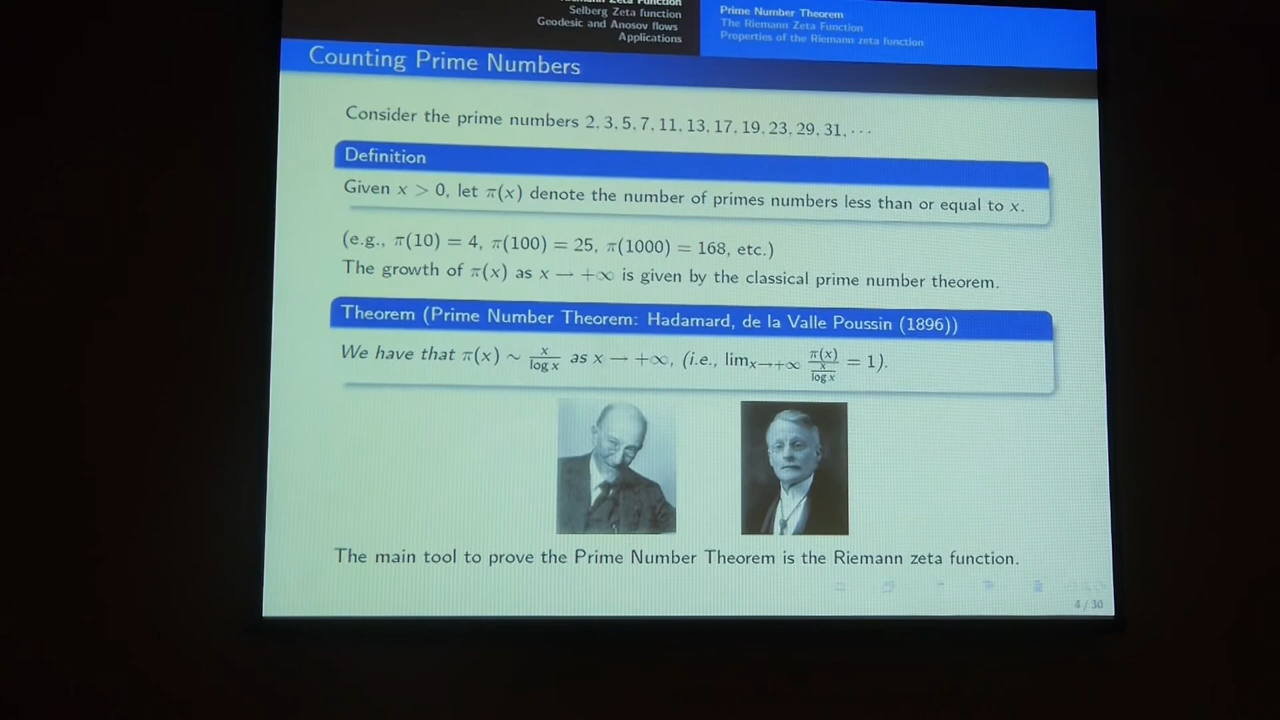 Zeta Function
Selberg Zeta function
Geodesic and Anosov flows
Applications
Prime Number Theorem
The Riemann Zeta Function
Properties of the Riemann zeta function
Counting Prime Numbers
Consider the prime numbers 2, 3, 5, 7, 11, 13, 17, 19, 23, 29, 31, ⋯
Definition
Given x > 0, let π(x) denote the number of primes numbers less than or equal to x.
(e.g., π(10) = 4, π(100) = 25, π(1000) = 168, etc.)
The growth of π(x) as x → +∞ is given by the classical prime number theorem.
Theorem (Prime Number Theorem: Hadamard, de la Valle Poussin (1896))
We have that π(x) ∼ x/log x as x → +∞, (i.e., lim x→+∞ π(x)/(x/log x) = 1).
The main tool to prove the Prime Number Theorem is the Riemann zeta function.
4 / 30